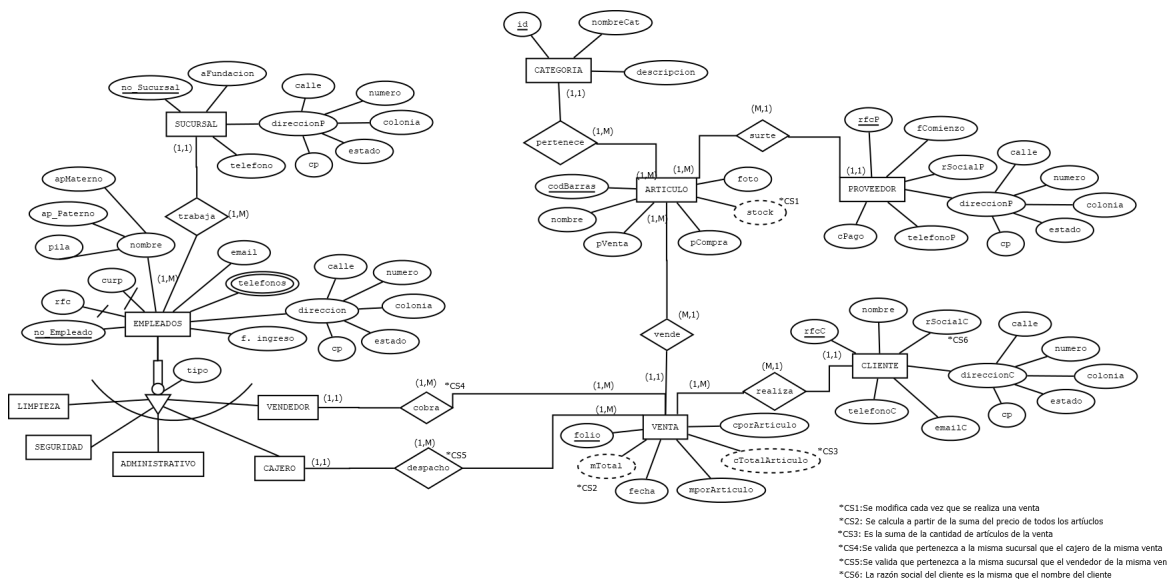 id
nombreCat
CATEGORIA
descripcion
(1,1)
pertenece
(1,M)
no_Sucursal
aFundacion
SUCURSAL
calle
numero
direccionP
colonia
estado
cp
telefono
(1,1)
trabaja
(1,M)
(1,M)
apMaterno
ap_Paterno
pila
nombre
curp
rfc
no_Empleado
EMPLEADOS
email
telefonos
f. ingreso
calle
numero
direccion
colonia
estado
cp
tipo
LIMPIEZA
SEGURIDAD
ADMINISTRATIVO
CAJERO
VENDEDOR
(M,1)
surte
(1,M)
(1,M)
codBarras
ARTICULO
foto
*CS1
stock
nombre
pVenta
(1,M)
pCompra
rfcP
fComienzo
rSocialP
(1,1)
PROVEEDOR
cPago
telefonoP
calle
numero
direccionP
colonia
estado
cp
(M,1)
vende
(1,1)
nombre
rfcC
rSocialC
*CS6
(1,1)
CLIENTE
telefonoC
emailC
calle
numero
direccionC
colonia
estado
cp
(M,1)
realiza
(1,M)
(1,1)
cobra
(1,M)
*CS4
(1,M)
(1,1)
despacho
(1,M)
*CS5
(1,M)
VENTA
folio
mTotal
*CS2
fecha
mporArticulo
cTotalArticulo
*CS3
cporArticulo
*CS1:Se modifica cada vez que se realiza una venta
*CS2: Se calcula a partir de la suma del precio de todos los artíuclos
*CS3: Es la suma de la cantidad de artículos de la venta
*CS4:Se valida que pertenezca a la misma sucursal que el cajero de la misma venta
*CS5:Se valida que pertenezca a la misma sucursal que el vendedor de la misma ven
*CS6: La razón social del cliente es la misma que el nombre del cliente